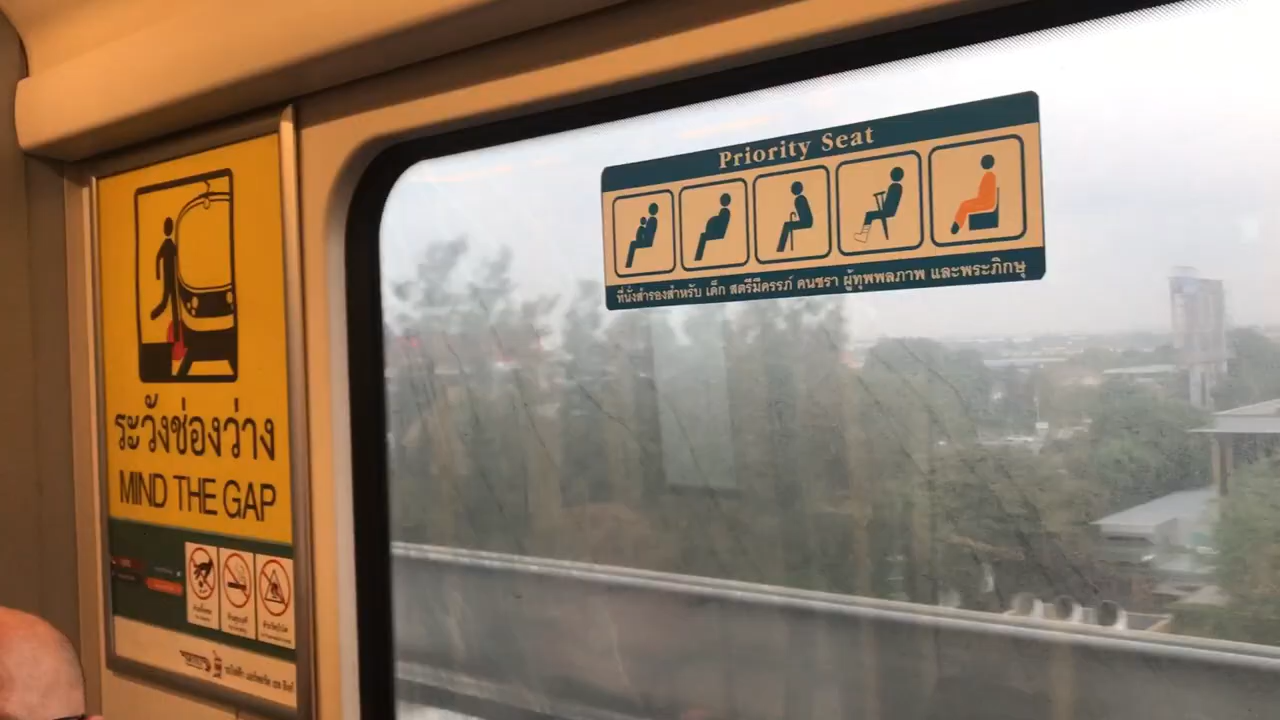 ระวังช่องว่าง
MIND THE GAP
Priority Seat
ที่นั่งสำรองสำหรับ เด็ก สตรีมีครรภ์ คนชรา ผู้ทุพพลภาพ และพระภิกษุ